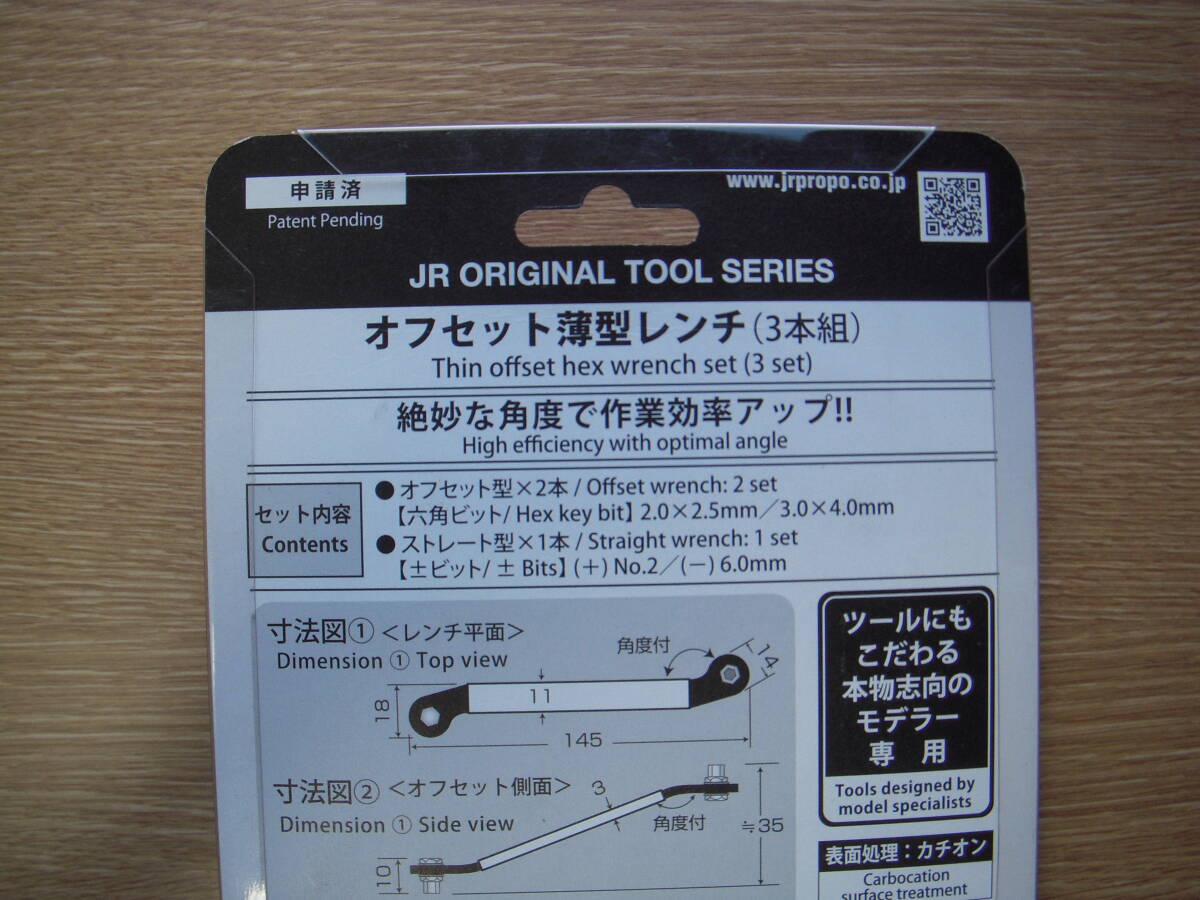 申請済
Patent Pending
www.jrpropo.co.jp
JR ORIGINAL TOOL SERIES
オフセット薄型レンチ(3本組)
Thin offset hex wrench set (3 set)
絶妙な角度で作業効率アップ!!
High efficiency with optimal angle
セット内容
Contents
● オフセット型×2本 / Offset wrench: 2 set
【六角ビット/ Hex key bit】 2.0×2.5mm／3.0×4.0mm
● ストレート型×1本 / Straight wrench: 1 set
【±ビット/ ± Bits】 (+) No.2／(−) 6.0mm
寸法図① <レンチ平面>
Dimension ① Top view
角度付
14
11
18
145
寸法図② <オフセット側面>
Dimension ① Side view
3
角度付
≒35
10
ツールにも
こだわる
本物志向の
モデラー
専 用
Tools designed by
model specialists
表面処理：カチオン
Carbocation
surface treatment